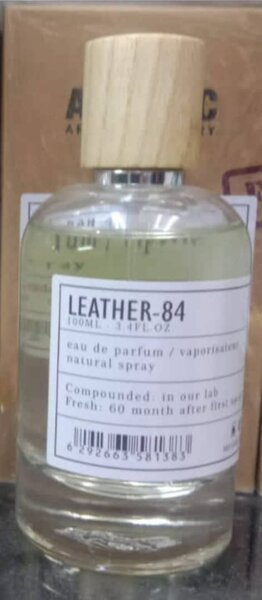 LEATHER-84
100ML - 3.4FL OZ
eau de parfum / vaporisateur
natural spray
Compounded: in our lab
Fresh: 60 month after first
6 292663 581383